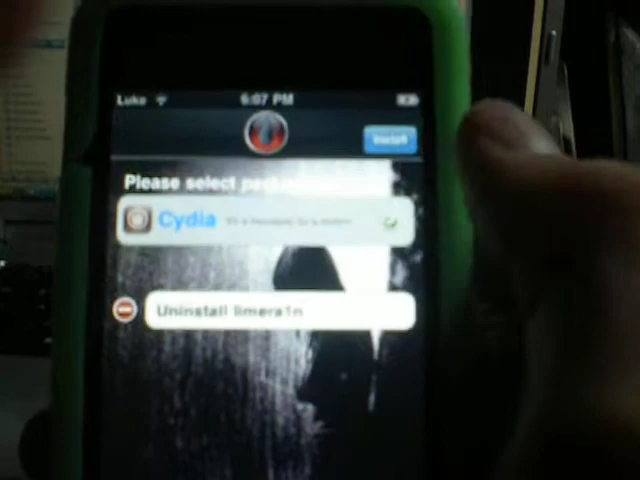 Luke 6:07 PM
Install
Please select
Cydia
Uninstall limera1n